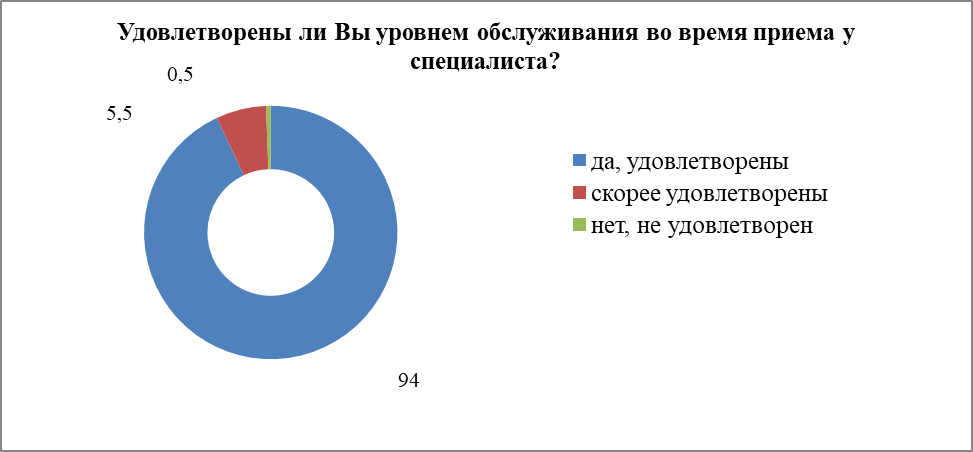 Удовлетворены ли Вы уровнем обслуживания во время приема у
специалиста?
0,5
5,5
94
да, удовлетворены
скорее удовлетворены
нет, не удовлетворен